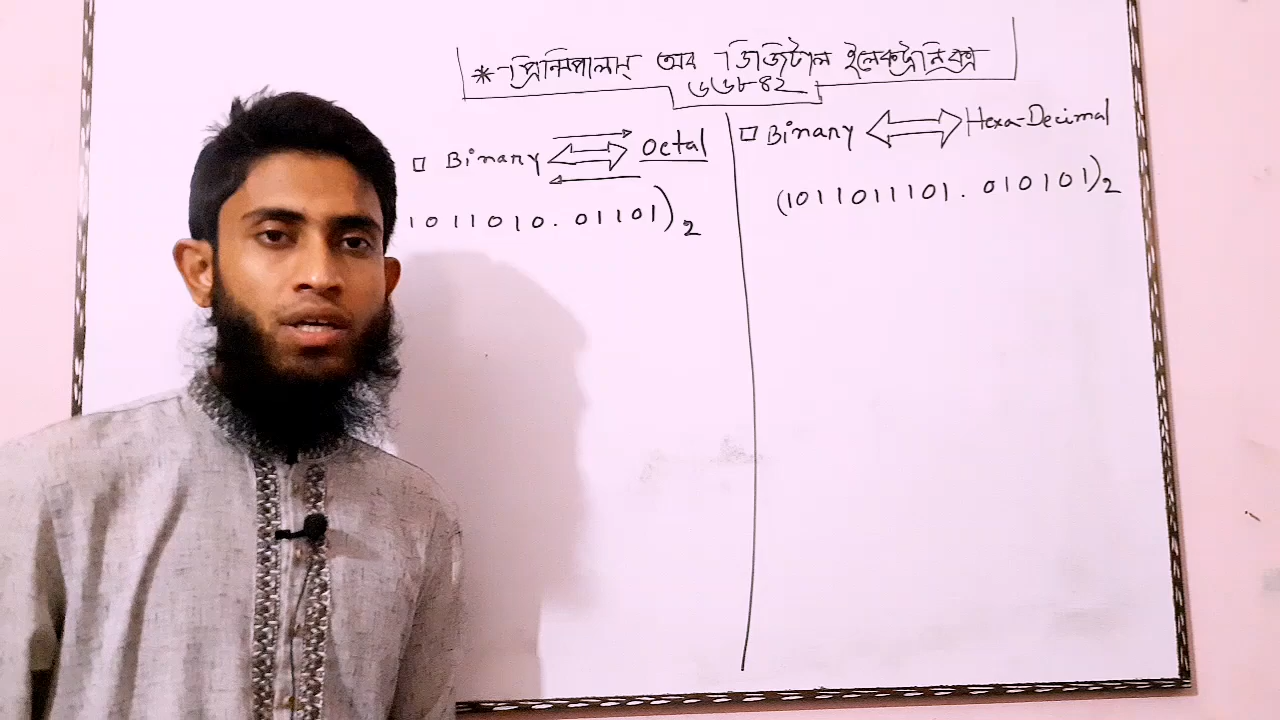 * প্রিন্সিপালস্ অব ডিজিটাল ইলেকট্রনিক্স
৬৬৮৪২
□ Binary ⇔ Octal
1011010.01101)2
□ Binary ⇔ Hexa-Decimal
(1011011101.010101)2